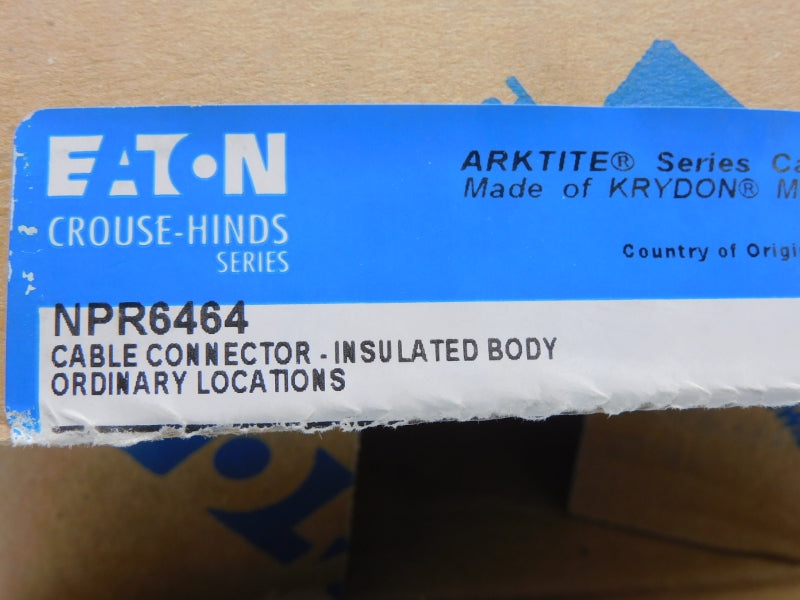 EATON
CROUSE-HINDS
SERIES
ARKTITE® Series
Made of KRYDON®
Country of
NPR6464
CABLE CONNECTOR - INSULATED BODY
ORDINARY LOCATIONS